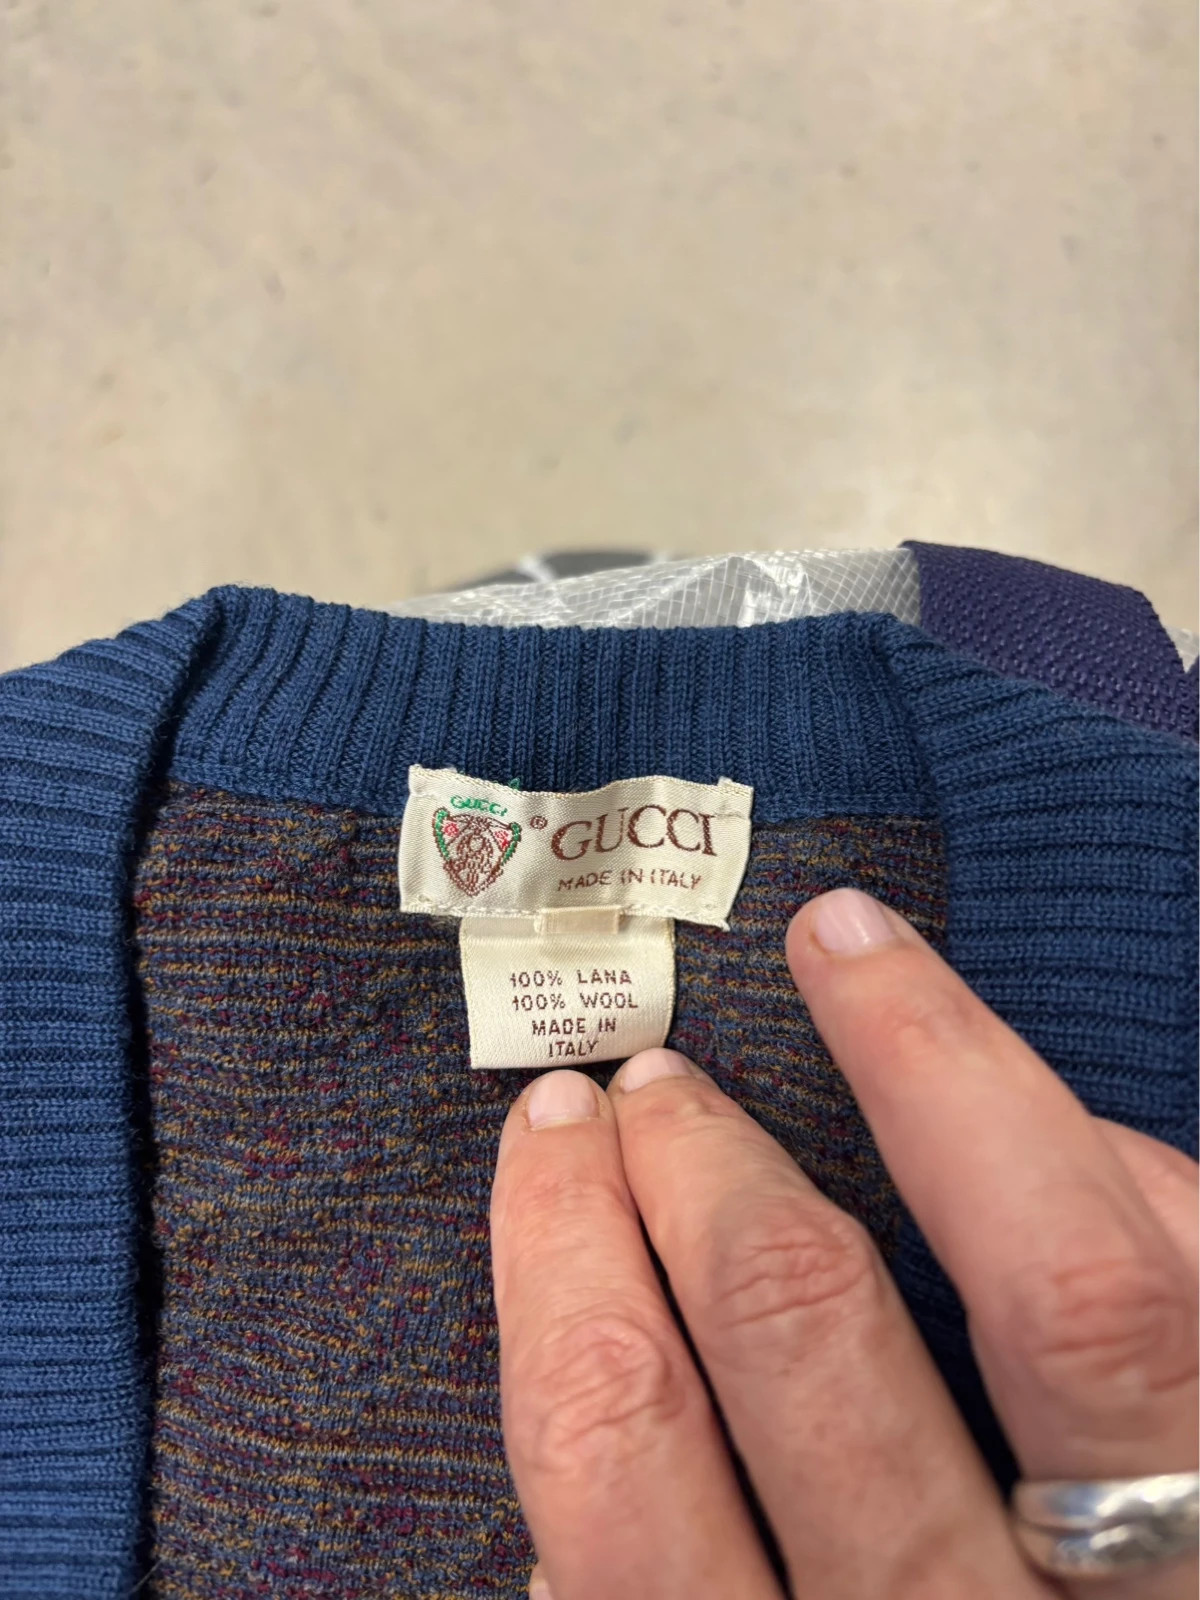 GUCCI
® GUCCI
MADE IN ITALY
100% LANA
100% WOOL
MADE IN
ITALY